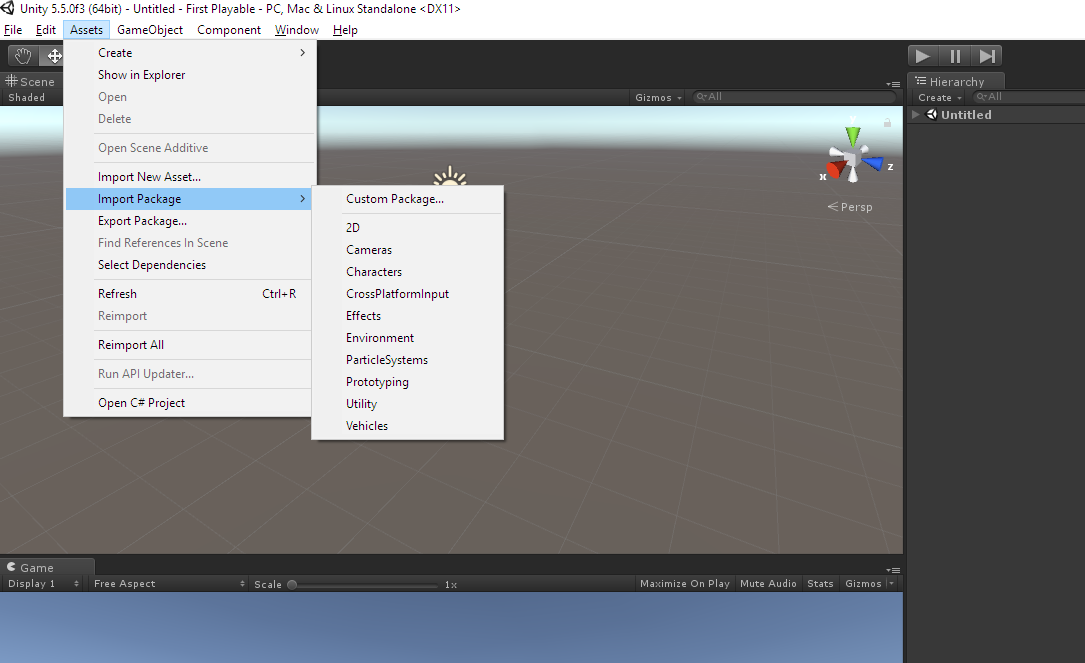 Unity 5.5.0f3 (64bit) - Untitled - First Playable - PC, Mac & Linux Standalone <DX11>
File Edit Assets GameObject Component Window Help
Create
Show in Explorer
Open
Delete
Open Scene Additive
Import New Asset...
Import Package
Export Package...
Find References In Scene
Select Dependencies
Refresh Ctrl+R
Reimport
Reimport All
Run API Updater...
Open C# Project
Custom Package...
2D
Cameras
Characters
CrossPlatformInput
Effects
Environment
ParticleSystems
Prototyping
Utility
Vehicles
Scene
Shaded
Gizmos All
y
x
z
Persp
Hierarchy
Create All
Untitled
Game
Display 1 Free Aspect Scale 1x Maximize On Play Mute Audio Stats Gizmos